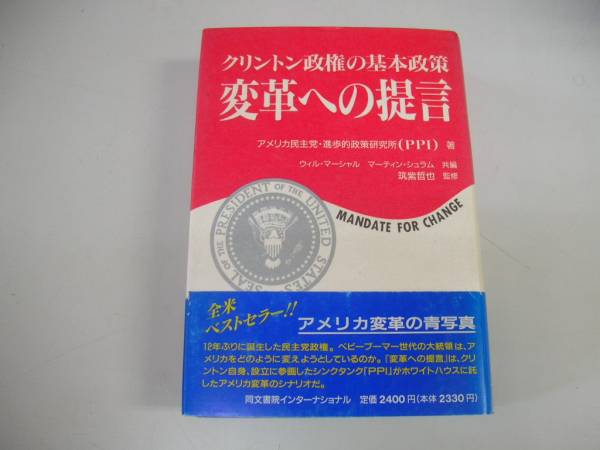 クリントン政権の基本政策
変革への提言
アメリカ民主党・進歩的政策研究所(PPI) 著
ウィル・マーシャル マーティン・シュラム 共編
筑紫哲也 監修
SEAL OF THE PRESIDENT OF THE UNITED STATES
MANDATE FOR CHANGE
全米
ベストセラー!!
アメリカ変革の青写真
12年ぶりに誕生した民主党政権。ベビーブーマー世代の大統領は、ア
メリカをどのように変えようとしているのか。『変革への提言』は、クリ
ントン自身、設立に参画したシンクタンク「PPI」がホワイトハウスに託
したアメリカ変革のシナリオだ。
同文書院インターナショナル 定価2400円(本体2330円)